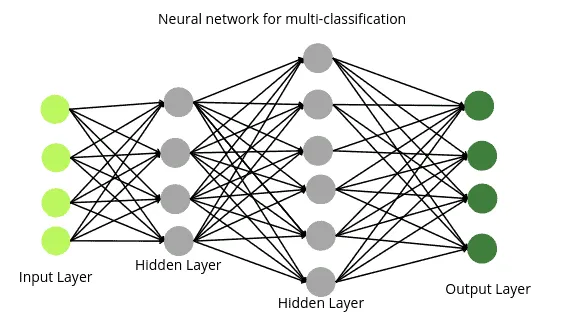 Neural network for multi-classification
Input Layer
Hidden Layer
Hidden Layer
Output Layer